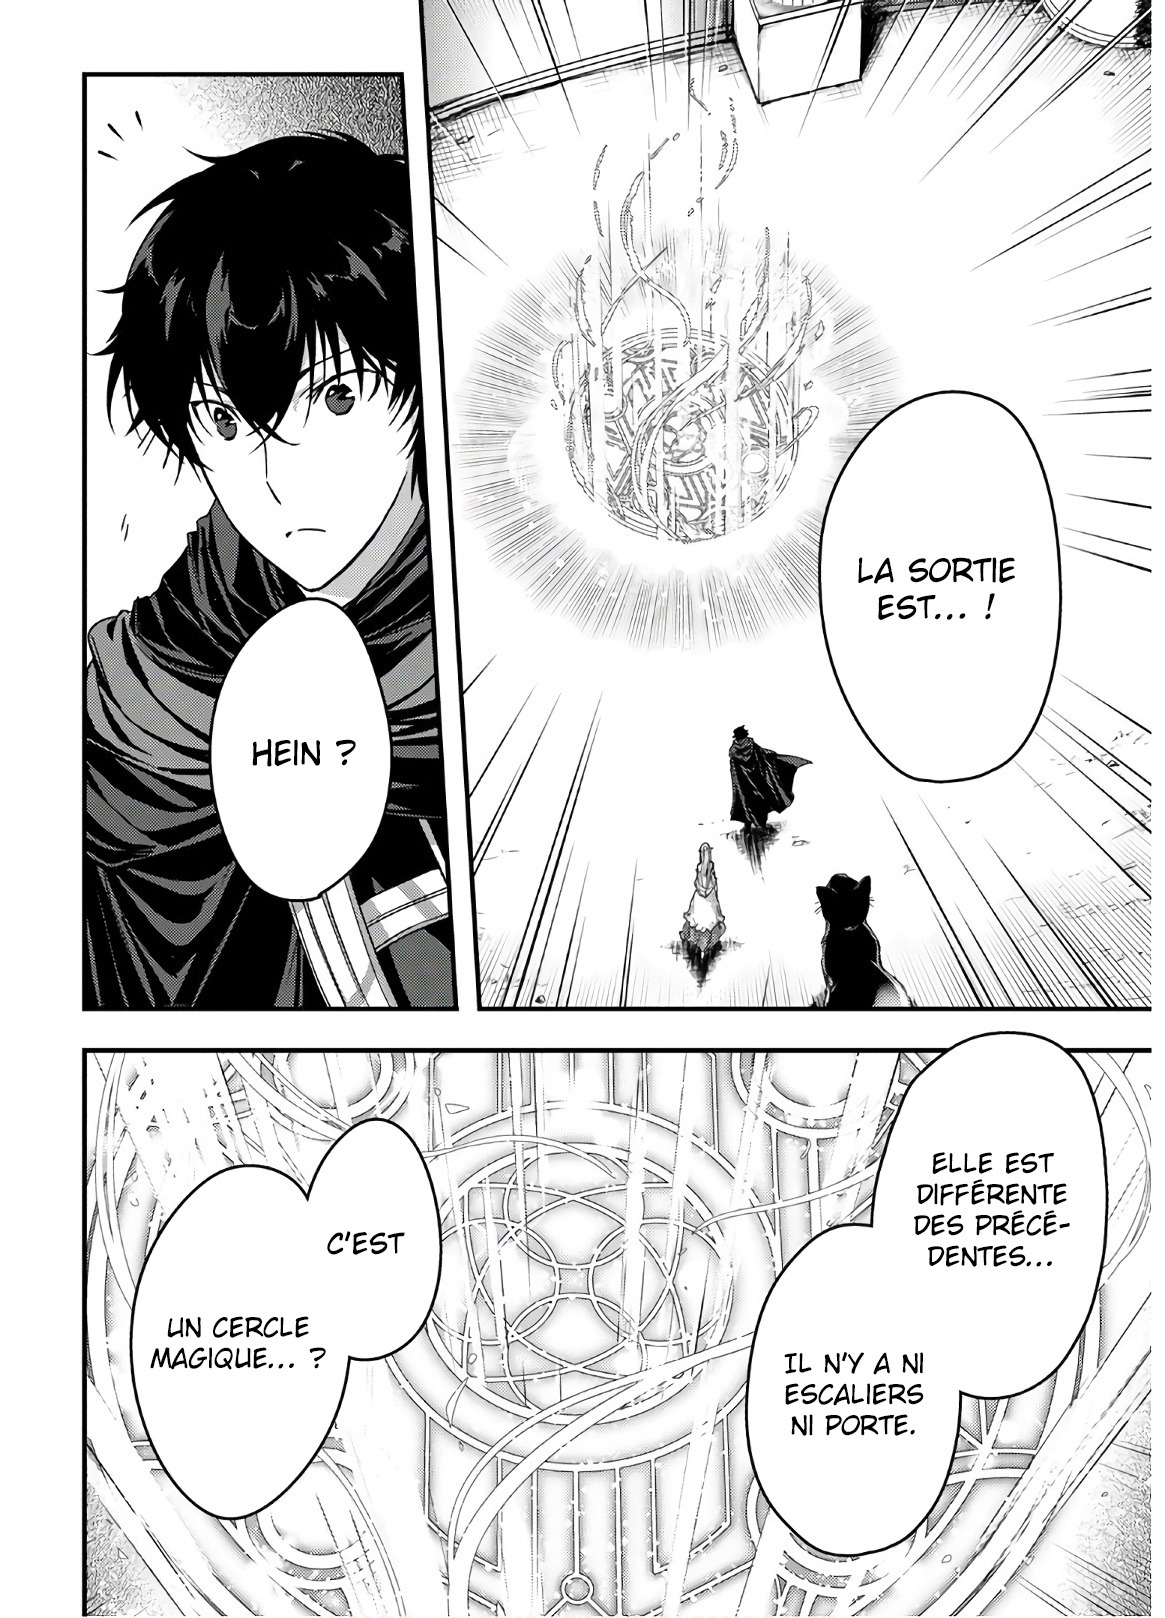 LA SORTIE
EST... !
HEIN ?
ELLE EST
DIFFÉRENTE
DES PRÉCÉ-
DENTES...
IL N'Y A NI
ESCALIERS
NI PORTE.
C'EST
UN CERCLE
MAGIQUE... ?